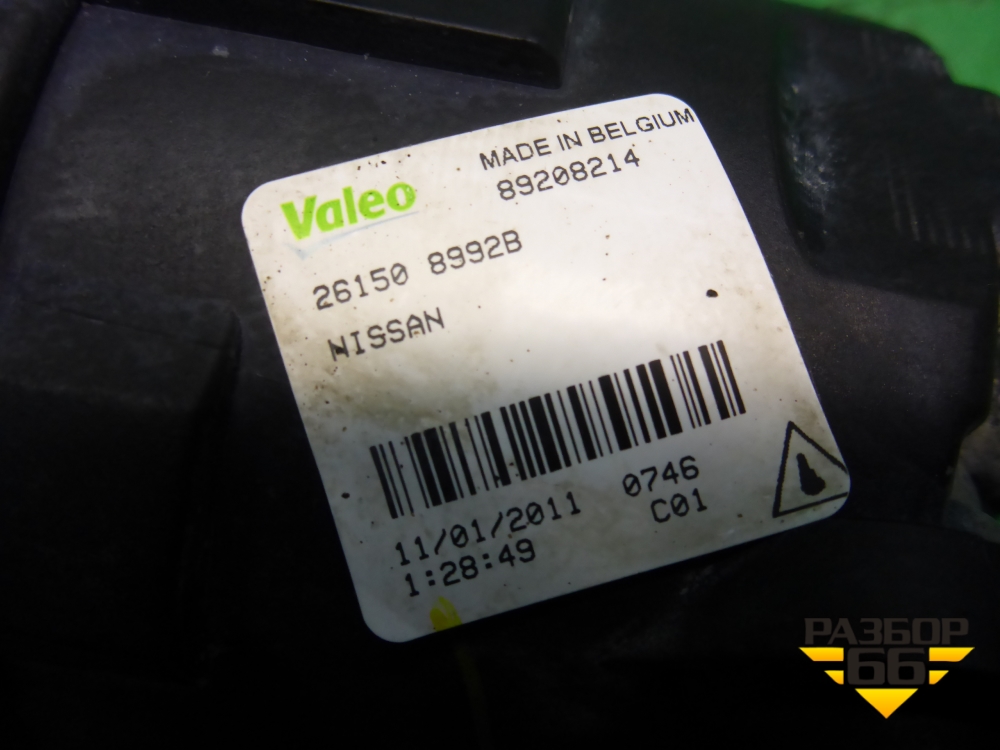 MADE IN BELGIUM
Valeo 89208214
26150 8992B
NISSAN
11/01/2011 0746
1:28:49 C01
РАЗБОР
66